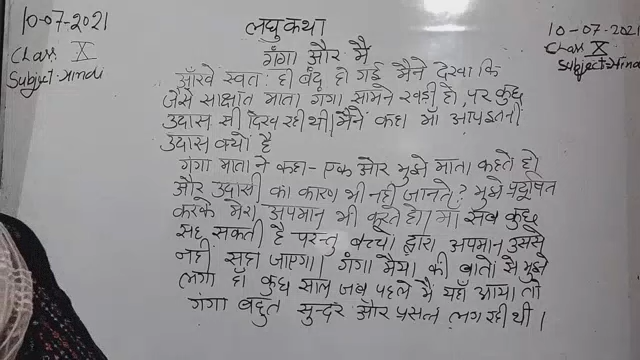 10-07-2021
Class X
Subject-Hindi
लघु कथा
गंगा और मैं
10-07-2021
Class X
Subject-Hindi
आँखे स्वतः ही बंद हो गई मैने देखा कि
जैसे साक्षात माता गंगा सामने खड़ी हो, पर कुछ
उदास सी दिख रही थी। मैंने कहा माँ आप इतनी
उदास क्यों है
गंगा माता ने कहा- एक और मुझे माता कहते हो
और उदासी का कारण भी नही जानते? मुझे प्रदूषित
करके मेरा अपमान भी करते हो। माँ सब कुछ
सह सकती है परन्तु बच्चो द्वारा अपमान उससे
नही सहा जाएगा। गंगा मैया की बातों से मुझे
लगा हाँ कुछ साल जब पहले मैं यहाँ आया तो
गंगा बहुत सुन्दर और प्रसन्न लग रही थी।